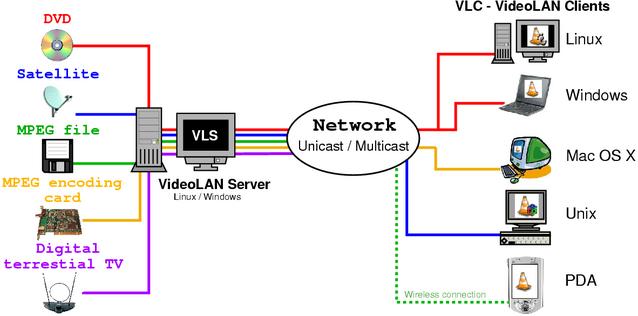 VLC - VideoLAN Clients
DVD
Linux
Satellite
Windows
MPEG file
VLS
Network
Unicast / Multicast
Mac OS X
MPEG encoding
card
VideoLAN Server
Linux / Windows
Unix
Digital
terrestial TV
PDA
Wireless connection